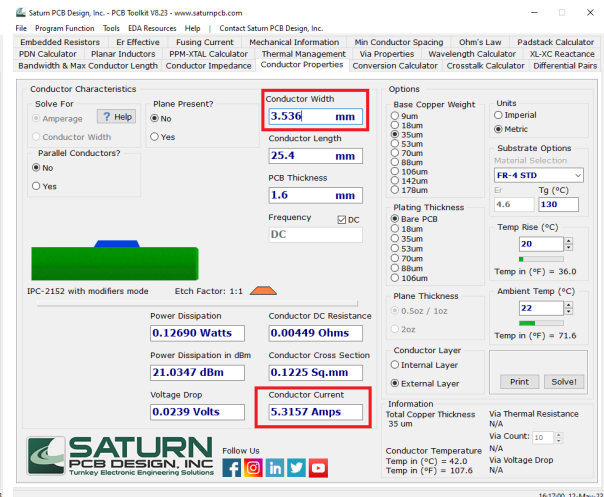 Saturn PCB Design, Inc. - PCB Toolkit V8.23 - www.saturnpcb.com
File Program Function Tools EDA Resources Help | Contact Saturn PCB Design, Inc.
Embedded Resistors Er Effective Fusing Current Mechanical Information Min Conductor Spacing Ohm's Law Padstack Calculator
PDN Calculator Planar Inductors PPM-XTAL Calculator Thermal Management Via Properties Wavelength Calculator XL-XC Reactance
Bandwidth & Max Conductor Length Conductor Impedance Conductor Properties Conversion Calculator Crosstalk Calculator Differential Pairs
Conductor Characteristics
Solve For
Amperage
? Help
Conductor Width
Parallel Conductors?
No
Yes
Plane Present?
No
Yes
Conductor Width
3.536 mm
Conductor Length
25.4 mm
PCB Thickness
1.6 mm
Frequency DC
DC
IPC-2152 with modifiers mode Etch Factor: 1:1
Power Dissipation
0.12690 Watts
Conductor DC Resistance
0.00449 Ohms
Power Dissipation in dBm
21.0347 dBm
Conductor Cross Section
0.1225 Sq.mm
Voltage Drop
0.0239 Volts
Conductor Current
5.3157 Amps
SATURN
PCB DESIGN, INC
Turnkey Electronic Engineering Solutions
Follow Us
Options
Base Copper Weight
9um
18um
35um
53um
70um
88um
106um
142um
178um
Plating Thickness
Bare PCB
18um
35um
53um
70um
88um
106um
Plane Thickness
0.5oz / 1oz
2oz
Conductor Layer
Internal Layer
External Layer
Units
Imperial
Metric
Substrate Options
Material Selection
FR-4 STD
Er Tg (°C)
4.6 130
Temp Rise (°C)
20
Temp in (°F) = 36.0
Ambient Temp (°C)
22
Temp in (°F) = 71.6
Print Solve!
Information
Total Copper Thickness
35 um
Conductor Temperature
Temp in (°C) = 42.0
Temp in (°F) = 107.6
Via Thermal Resistance
N/A
Via Count: 10
N/A
Via Voltage Drop
N/A